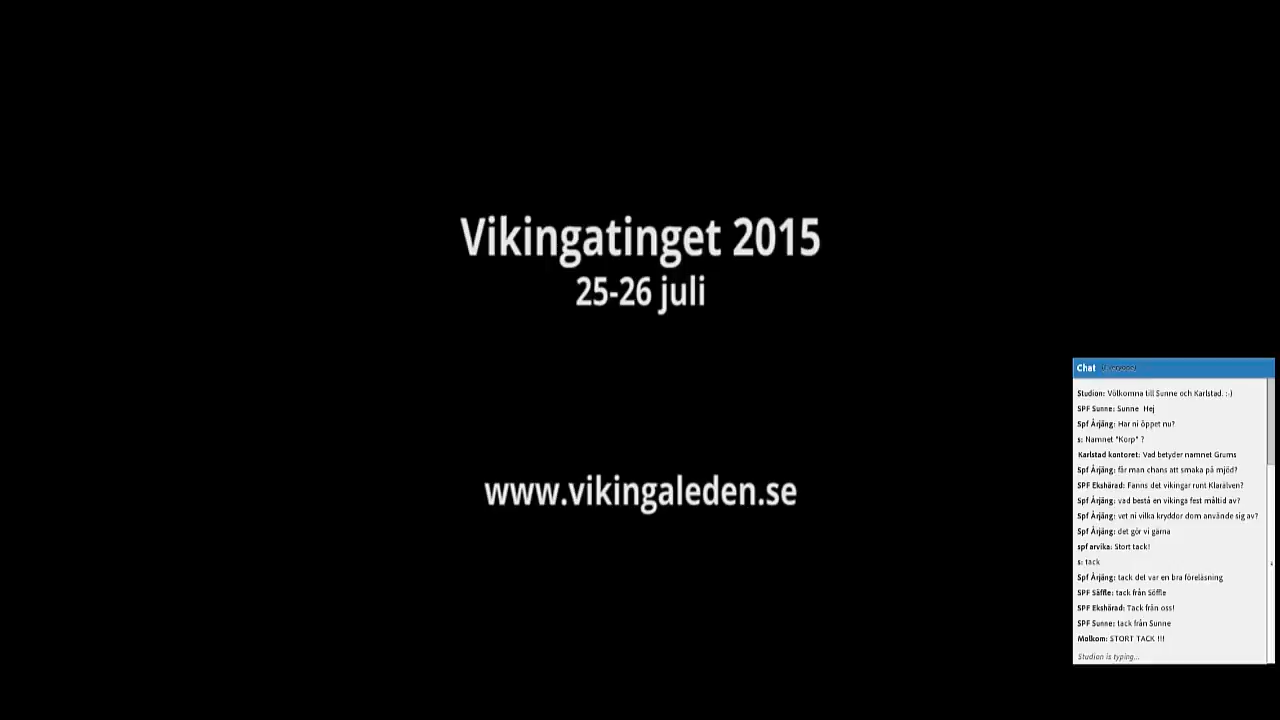 Vikingatinget 2015
25-26 juli
www.vikingaleden.se
Chat
Studion: Völkomna till Sunne och Karlstad. :-)
SPF Sunne: Sunne Hej
Spf Årjäng: Har ni öppet nu?
s: Namnet "Korp" ?
Karlstad kontoret: Vad betyder namnet Grums
Spf Årjäng: får man chans att smaka på mjöd?
SPF Ekshärad: Fanns det vikingar runt Klarälven?
Spf Årjäng: vad bestå en vikinga fest måltid av?
Spf Årjäng: vet ni vilka kryddor dom använde sig av?
Spf Årjäng: det gör vi gärna
spf arvika: Stort tack!
s: tack
Spf Årjäng: tack det var en bra föreläsning
SPF Säffle: tack från Söffle
SPF Ekshärad: Tack från oss!
SPF Sunne: tack från Sunne
Molkom: STORT TACK !!!
Studion is typing...